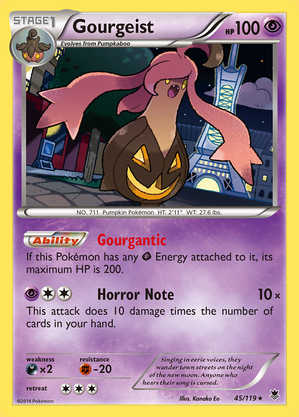 STAGE1
Gourgeist
HP 100
Evolves from Pumpkaboo
NO. 711 Pumpkin Pokémon HT. 2'11" WT. 27.6 lbs.
Ability Gourgantic
If this Pokémon has any Energy attached to it, its
maximum HP is 200.
Horror Note 10×
This attack does 10 damage times the number of
cards in your hand.
weakness ×2
resistance -20
retreat
Singing in eerie voices, they
wander town streets on the night
of the new moon. Anyone who
hears their song is cursed.
©2014 Pokémon
Illus. Kanako Eo
45/119